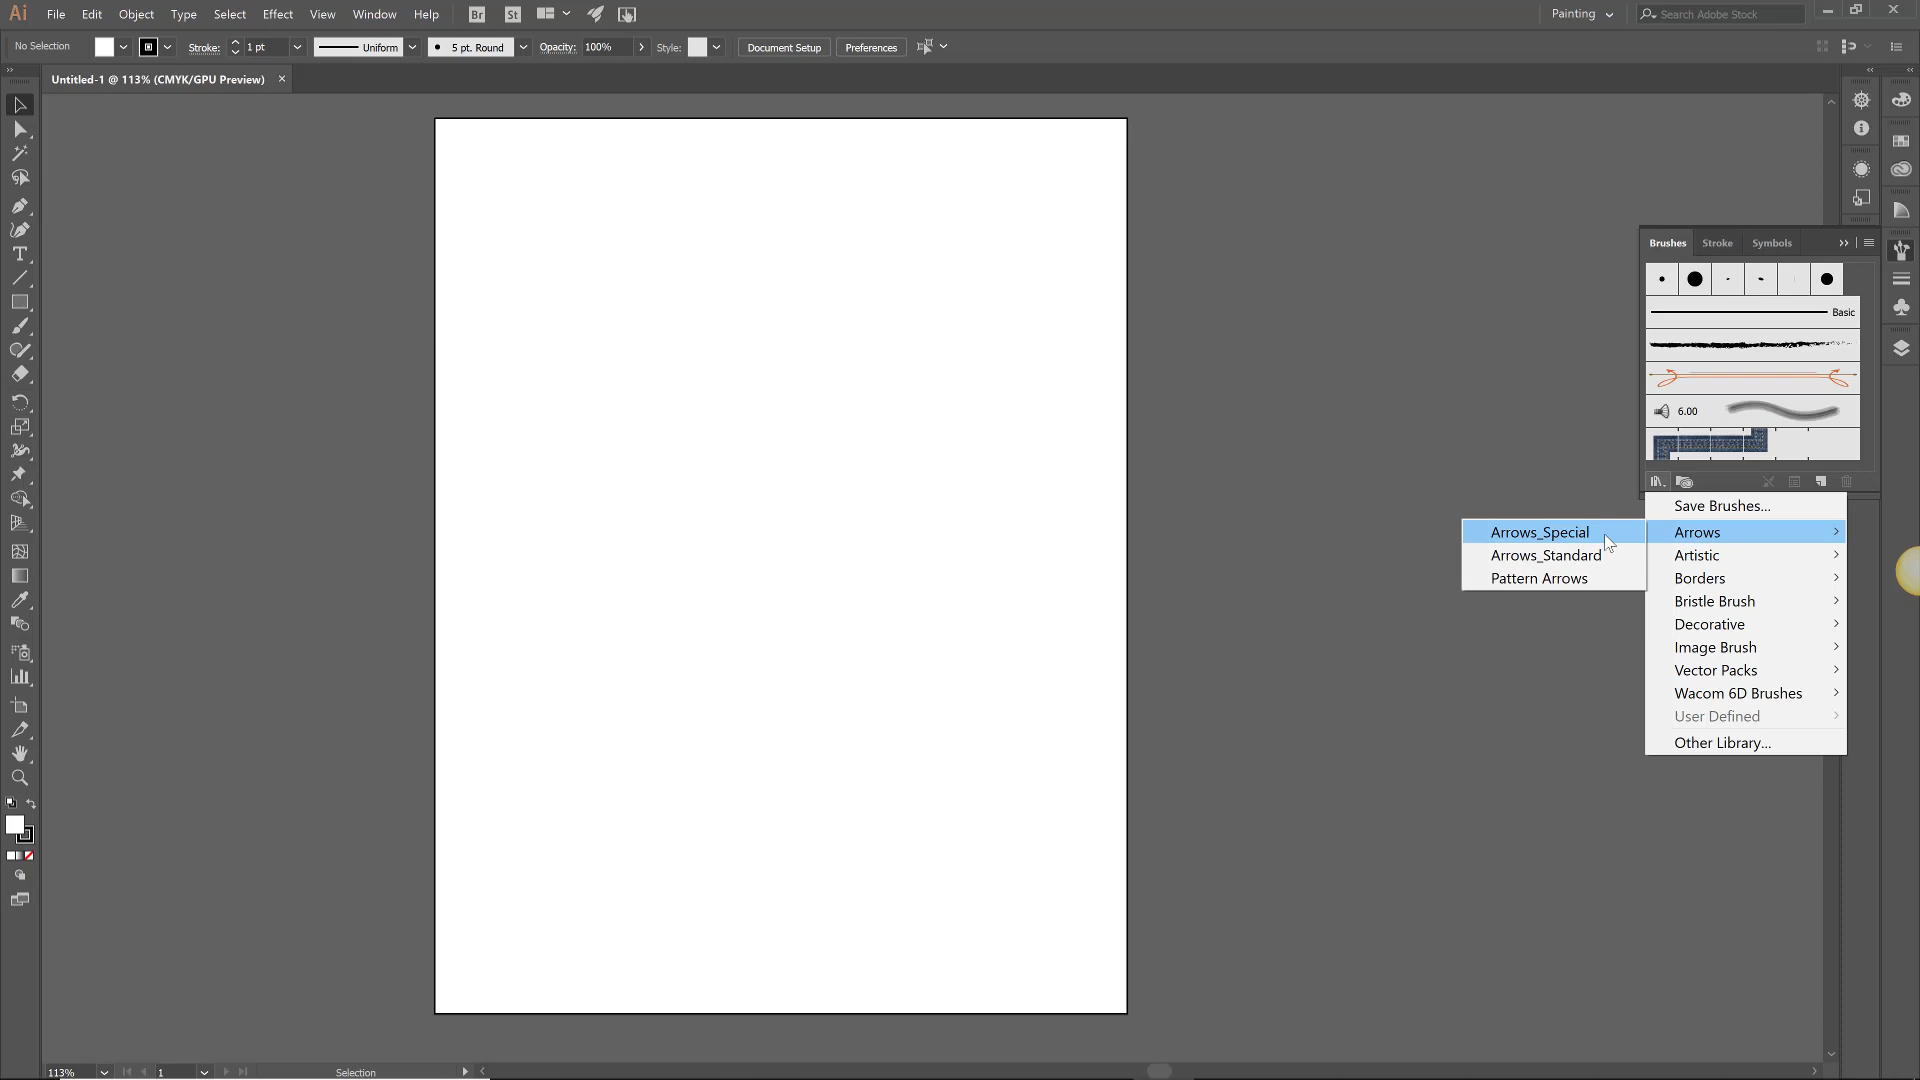 Ai File Edit Object Type Select Effect View Window Help Br St Painting Search Adobe Stock
No Selection Stroke: 1 pt Uniform 5 pt. Round Opacity: 100% Style: Document Setup Preferences
Untitled-1 @ 113% (CMYK/GPU Preview)
Brushes Stroke Symbols
Basic
6.00
Save Brushes...
Arrows
Artistic
Borders
Bristle Brush
Decorative
Image Brush
Vector Packs
Wacom 6D Brushes
User Defined
Other Library...
Arrows_Special
Arrows_Standard
Pattern Arrows
113% 1 Selection